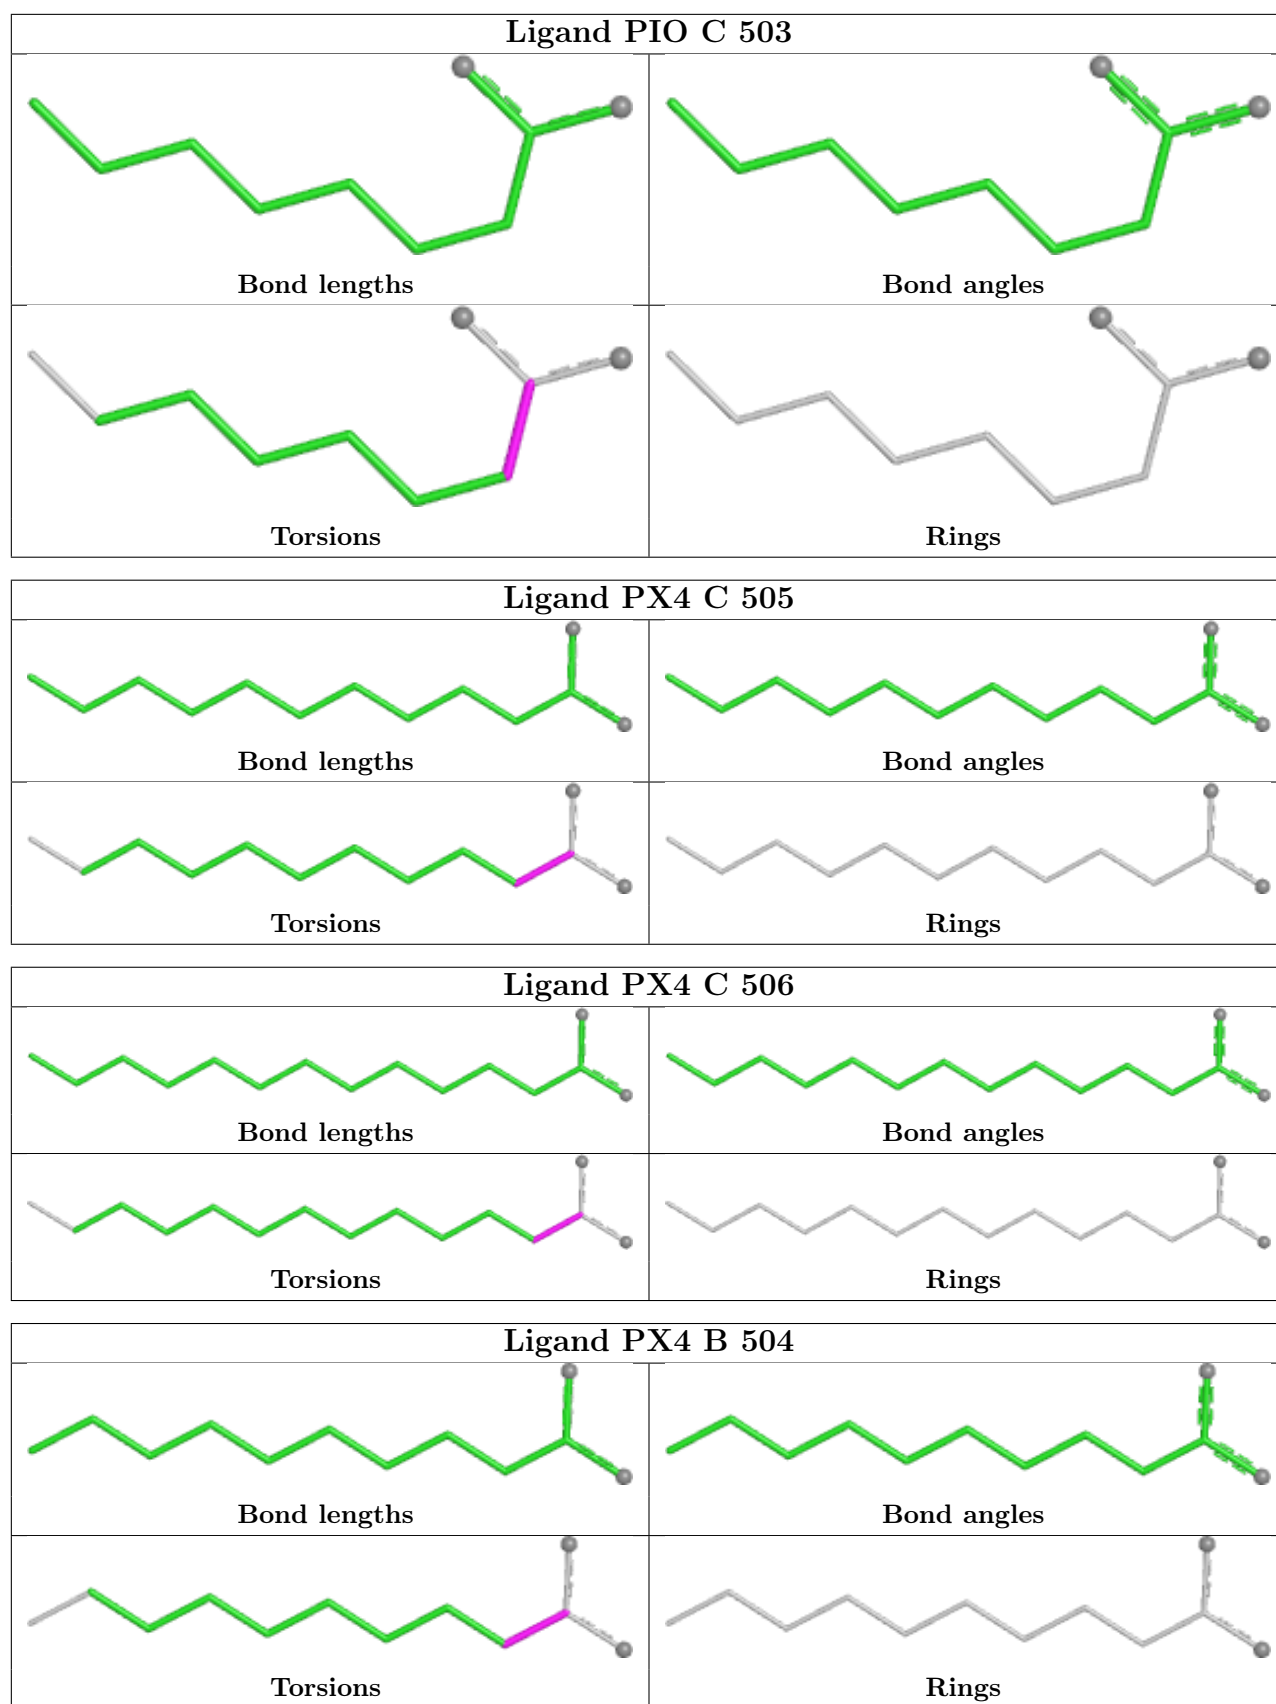 Ligand PIO C 503
Bond lengths
Bond angles
Torsions
Rings
Ligand PX4 C 505
Bond lengths
Bond angles
Torsions
Rings
Ligand PX4 C 506
Bond lengths
Bond angles
Torsions
Rings
Ligand PX4 B 504
Bond lengths
Bond angles
Torsions
Rings